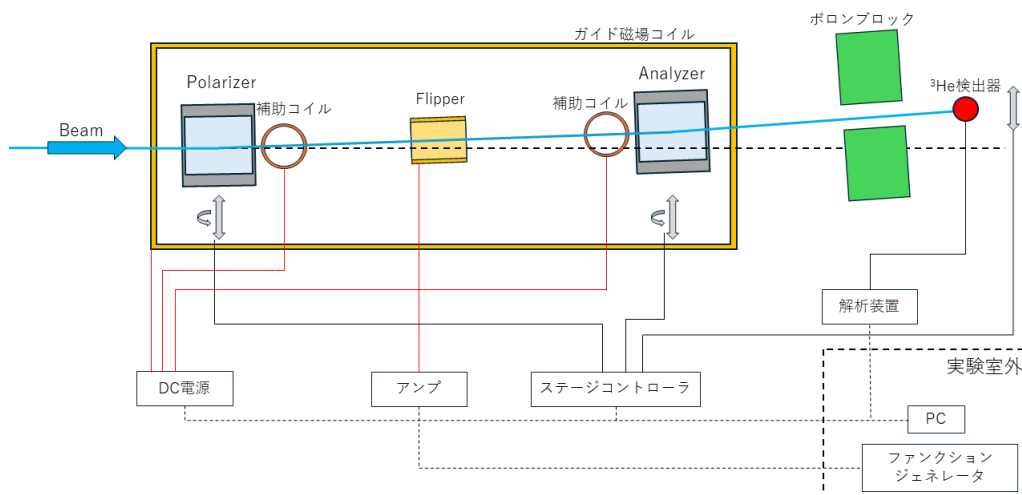 ボロンブロック
ガイド磁場コイル
Polarizer
補助コイル
Flipper
補助コイル
Analyzer
³He検出器
Beam
解析装置
実験室外
DC電源
アンプ
ステージコントローラ
PC
ファンクション
ジェネレータ